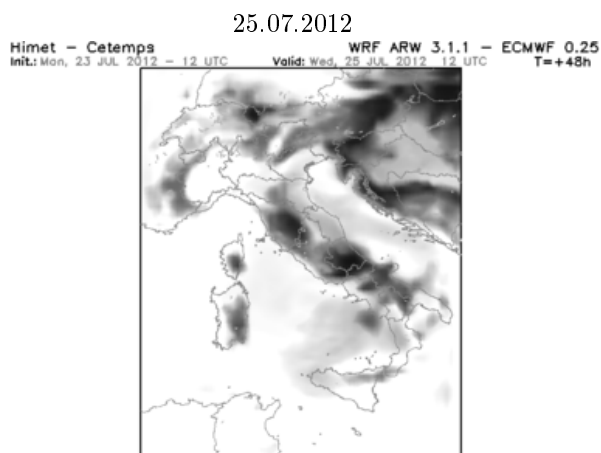 25.07.2012
Himet - Cetemps WRF ARW 3.1.1 - ECMWF 0.25
Init.: Mon, 23 JUL 2012 - 12 UTC Valid: Wed, 25 JUL 2012 12 UTC T=+48h